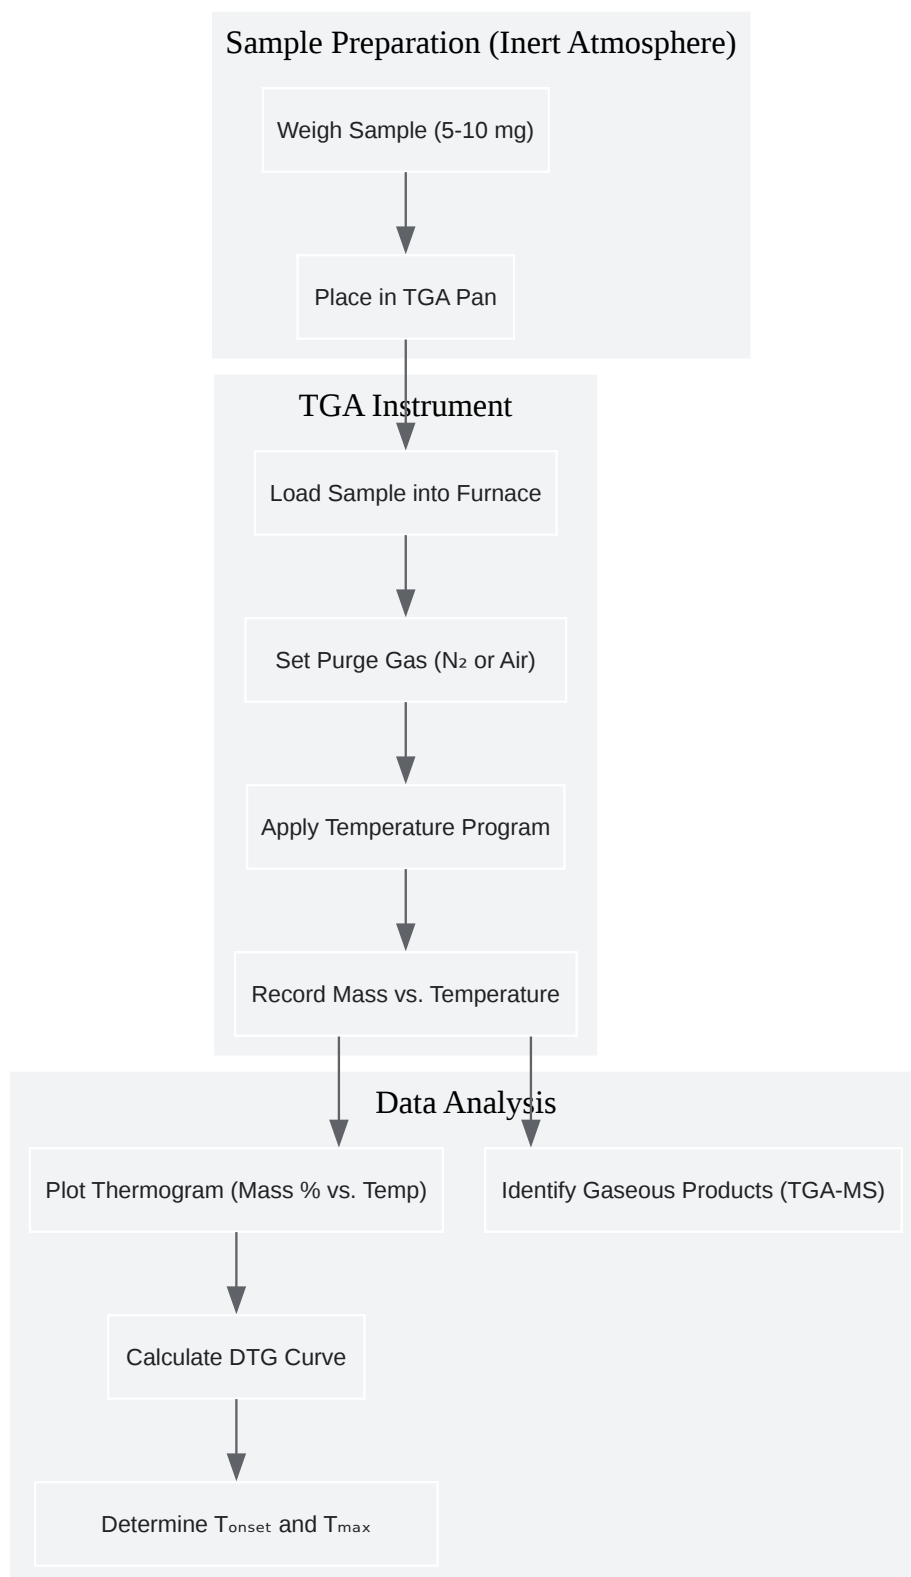 Sample Preparation (Inert Atmosphere)
Weigh Sample (5-10 mg)
Place in TGA Pan
TGA Instrument
Load Sample into Furnace
Set Purge Gas (N₂ or Air)
Apply Temperature Program
Record Mass vs. Temperature
Data Analysis
Plot Thermogram (Mass % vs. Temp)
Identify Gaseous Products (TGA-MS)
Calculate DTG Curve
Determine Tₒₙₛₑₜ and Tₘₐₓ